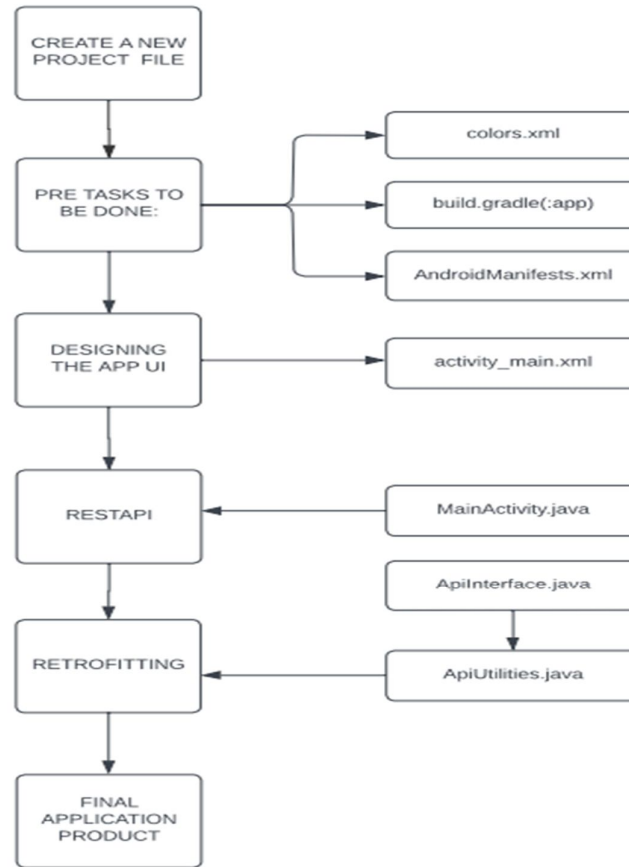 CREATE A NEW
PROJECT FILE
colors.xml
PRE TASKS TO
BE DONE:
build.gradle(:app)
AndroidManifests.xml
DESIGNING
THE APP UI
activity_main.xml
RESTAPI
MainActivity.java
ApiInterface.java
RETROFITTING
ApiUtilities.java
FINAL
APPLICATION
PRODUCT